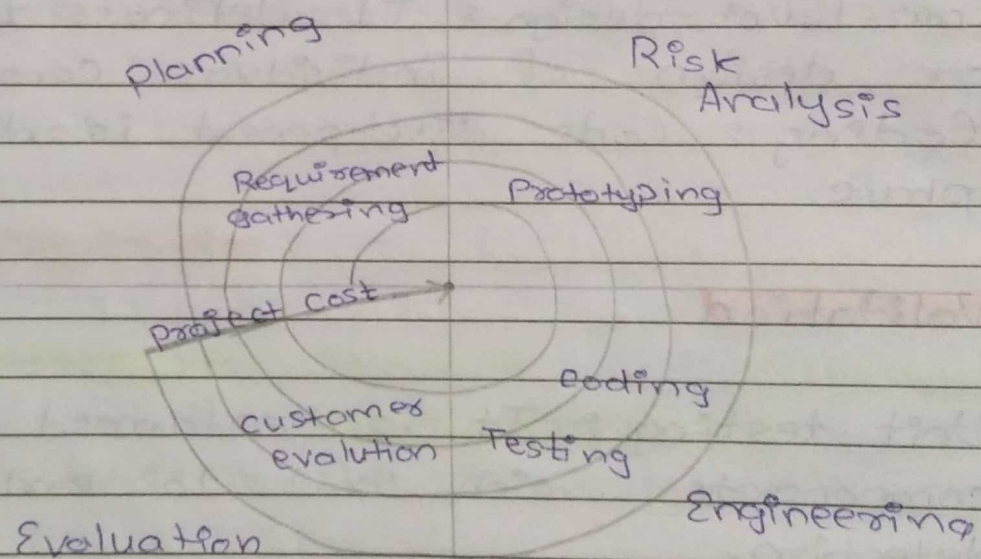 planning
Risk
Analysis
Requirement
gathering
Prototyping
Project cost
coding
customer
evalution
Testing
Engineering
Evaluation